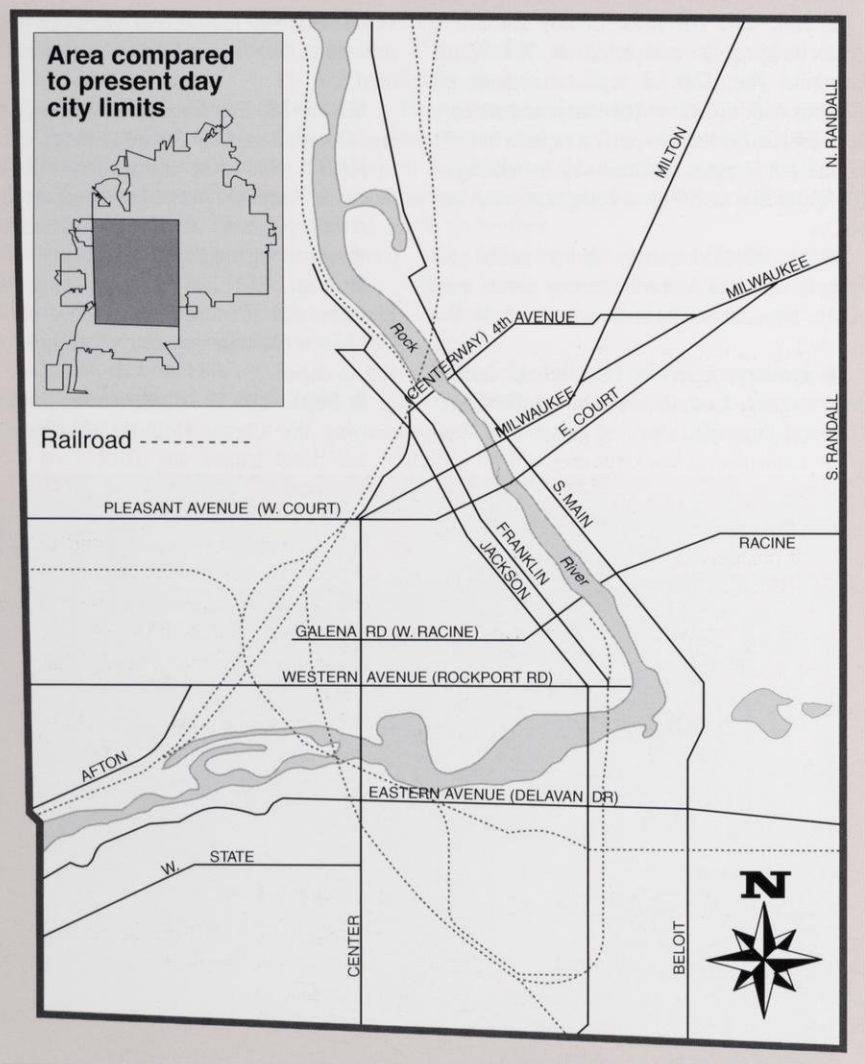 Area compared
to present day
city limits
Railroad
MILTON
N. RANDALL
MILWAUKEE
(CENTERWAY) 4th AVENUE
Rock
MILWAUKEE
E. COURT
S. RANDALL
PLEASANT AVENUE (W. COURT)
S. MAIN
RACINE
FRANKLIN
JACKSON
River
GALENA RD (W. RACINE)
WESTERN AVENUE (ROCKPORT RD)
AFTON
EASTERN AVENUE (DELAVAN DR)
W. STATE
CENTER
BELOIT
N